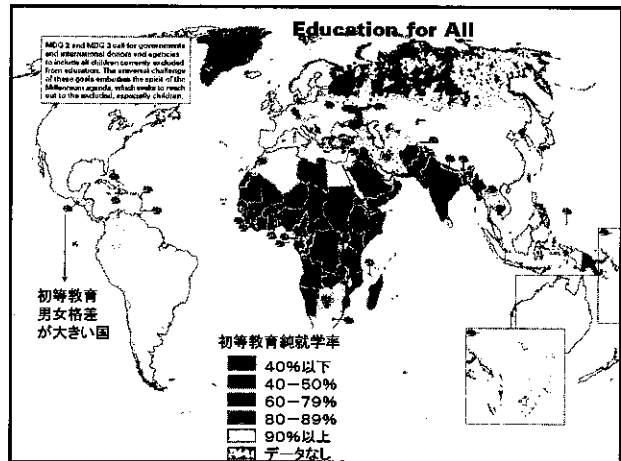 Education for All
MDG 2 and MDG 3 call for governments
and international donors and agencies
to include all children currently excluded
from education. The universal challenge
of these goals embodies the spirit of the
Millennium agenda, which seeks to reach
out to the excluded, especially children.
初等教育
男女格差
が大きい国
初等教育純就学率
40%以下
40−50%
60−79%
80−89%
90%以上
データなし